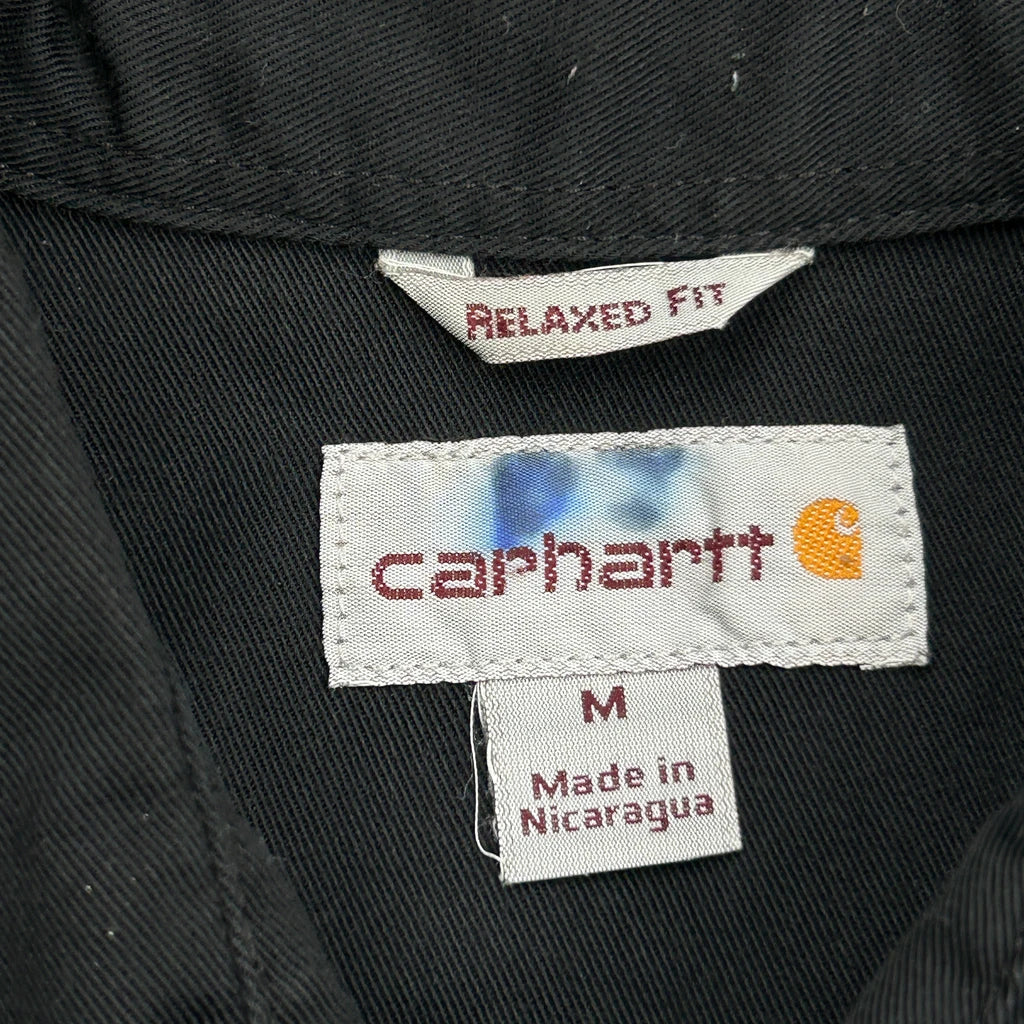 RELAXED FIT
carhartt
M
Made in
Nicaragua